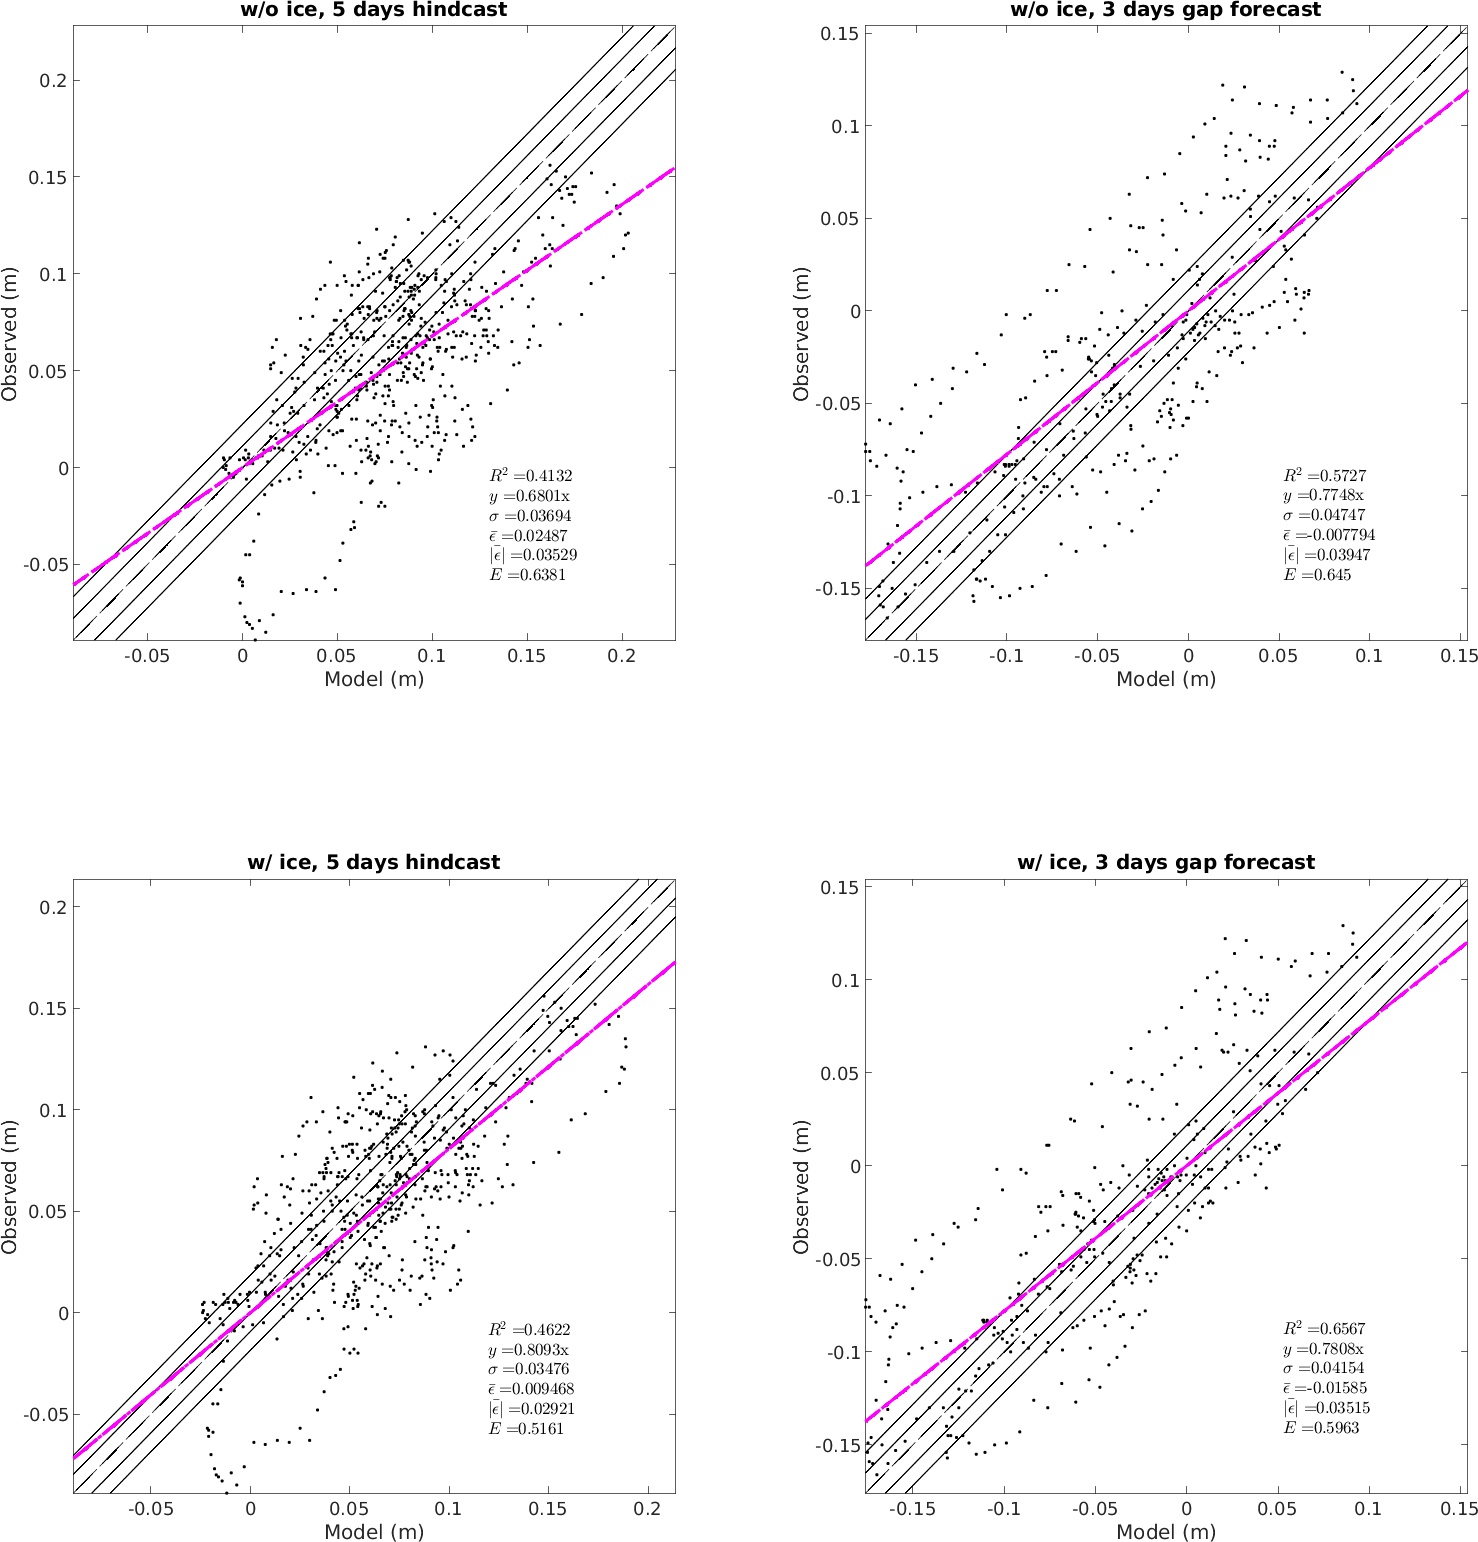 w/o ice, 5 days hindcast
Observed (m)
0.2
0.15
0.1
0.05
0
-0.05
R² =0.4132
y =0.6801x
σ =0.03694
ε̄ =0.02487
|ε̄| =0.03529
E =0.6381
-0.05 0 0.05 0.1 0.15 0.2
Model (m)
w/o ice, 3 days gap forecast
Observed (m)
0.15
0.1
0.05
0
-0.05
-0.1
-0.15
R² =0.5727
y =0.7748x
σ =0.04747
ε̄ =-0.007794
|ε̄| =0.03947
E =0.645
-0.15 -0.1 -0.05 0 0.05 0.1 0.15
Model (m)
w/ ice, 5 days hindcast
Observed (m)
0.2
0.15
0.1
0.05
0
-0.05
R² =0.4622
y =0.8093x
σ =0.03476
ε̄ =0.009468
|ε̄| =0.02921
E =0.5161
-0.05 0 0.05 0.1 0.15 0.2
Model (m)
w/ ice, 3 days gap forecast
Observed (m)
0.15
0.1
0.05
0
-0.05
-0.1
-0.15
R² =0.6567
y =0.7808x
σ =0.04154
ε̄ =-0.01585
|ε̄| =0.03515
E =0.5963
-0.15 -0.1 -0.05 0 0.05 0.1 0.15
Model (m)